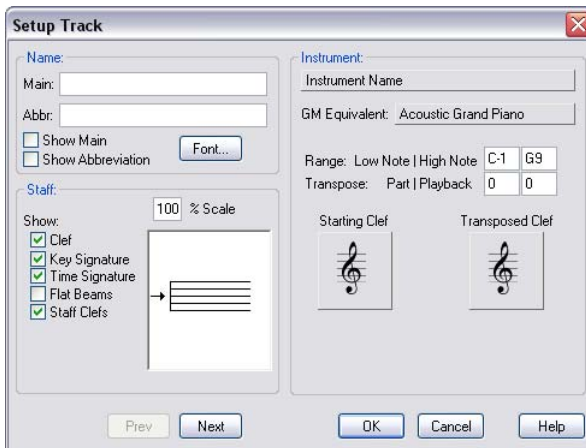 Setup Track
Name:
Main:
Abbr:
Show Main
Show Abbreviation
Font...
Staff:
100 % Scale
Show:
Clef
Key Signature
Time Signature
Flat Beams
Staff Clefs
Instrument:
Instrument Name
GM Equivalent: Acoustic Grand Piano
Range: Low Note | High Note C-1 G9
Transpose: Part | Playback 0 0
Starting Clef Transposed Clef
Prev Next OK Cancel Help